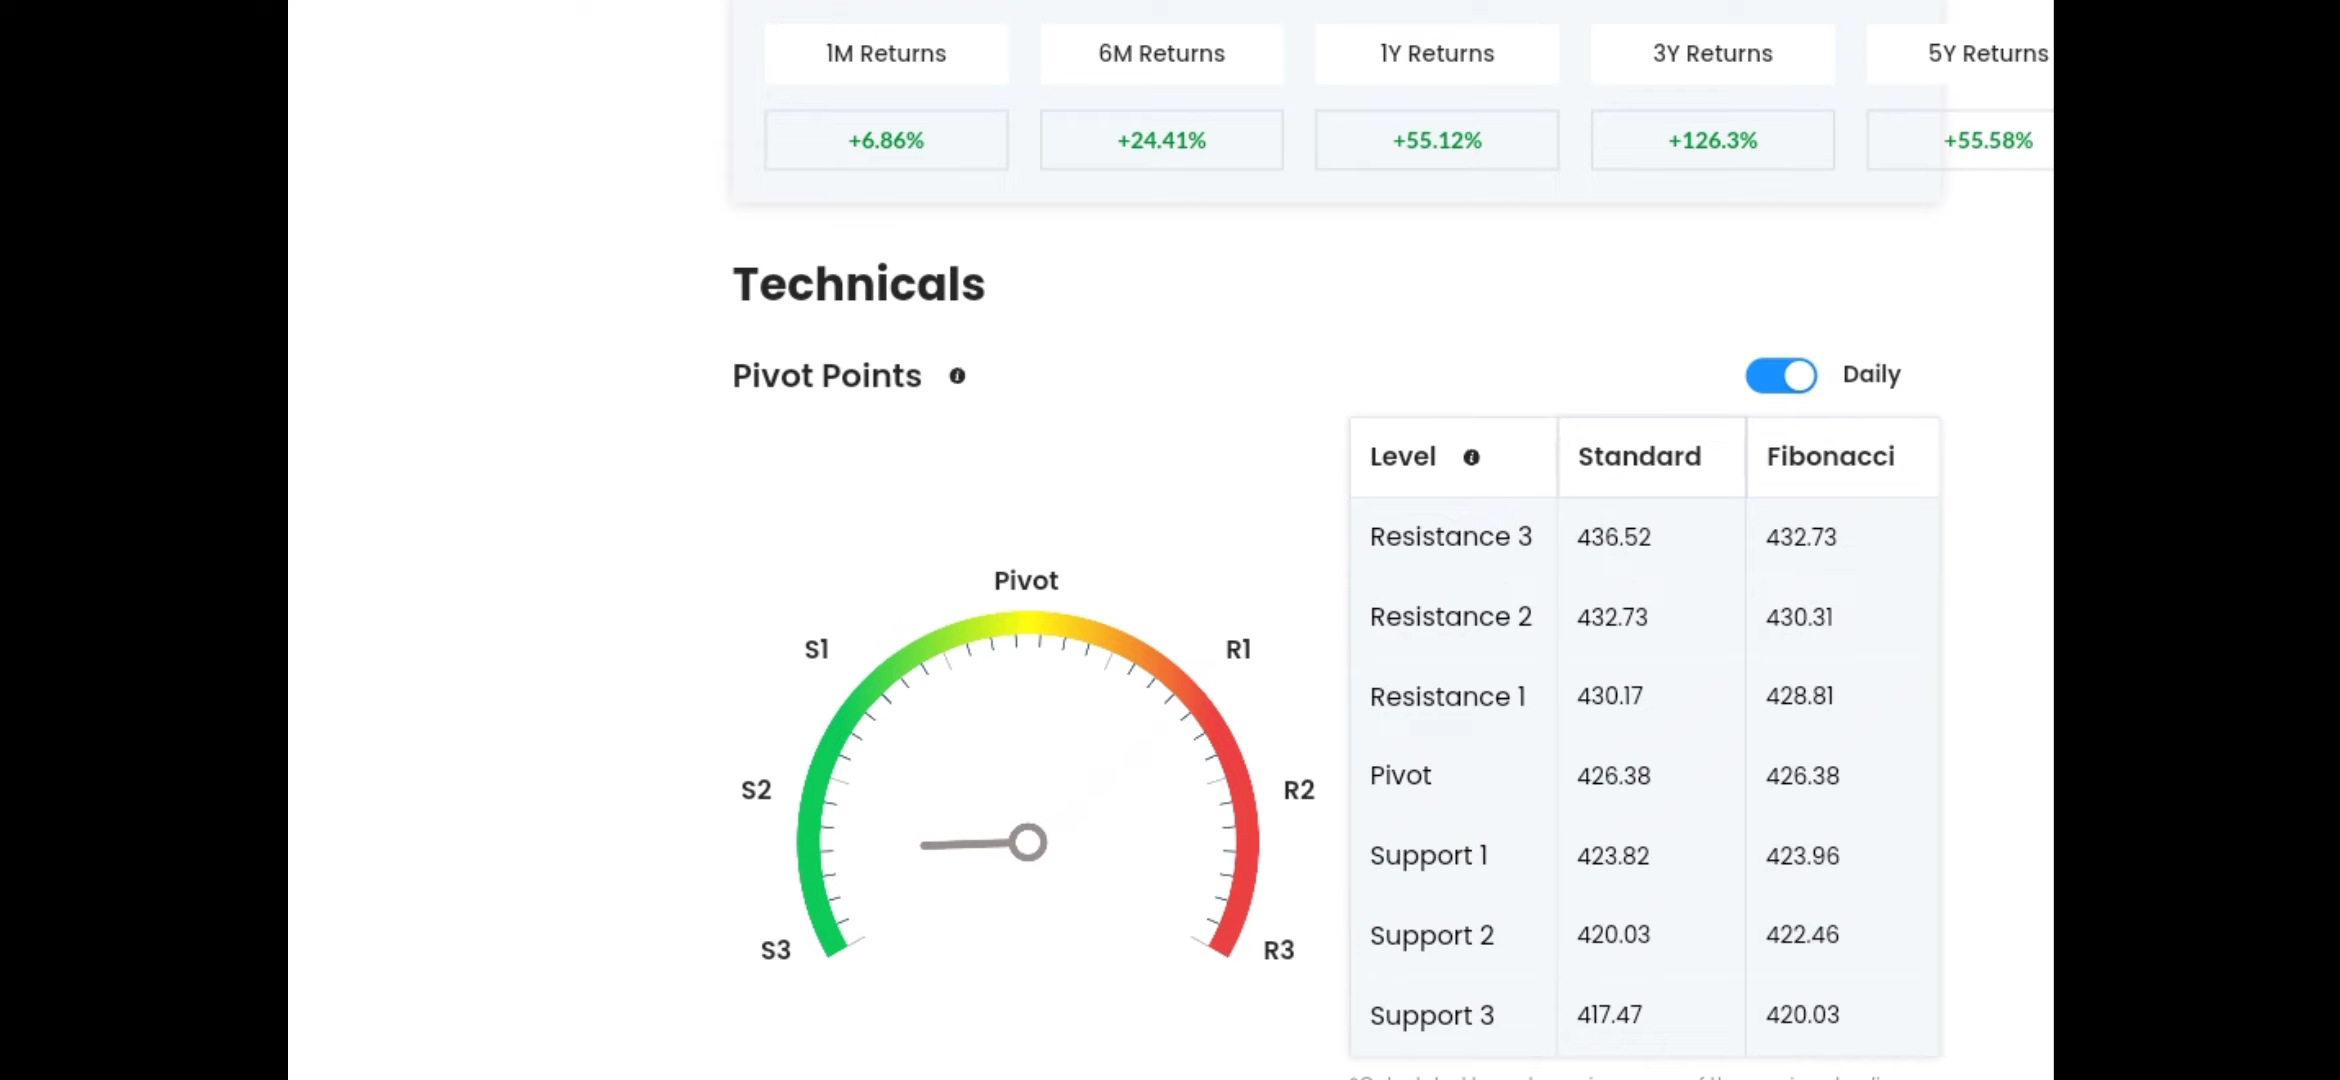 1M Returns 6M Returns 1Y Returns 3Y Returns 5Y Returns
+6.86% +24.41% +55.12% +126.3% +55.58%
Technicals
Pivot Points Daily
Level Standard Fibonacci
Resistance 3 436.52 432.73
Resistance 2 432.73 430.31
Resistance 1 430.17 428.81
Pivot 426.38 426.38
Support 1 423.82 423.96
Support 2 420.03 422.46
Support 3 417.47 420.03
Pivot
S1 R1
S2 R2
S3 R3